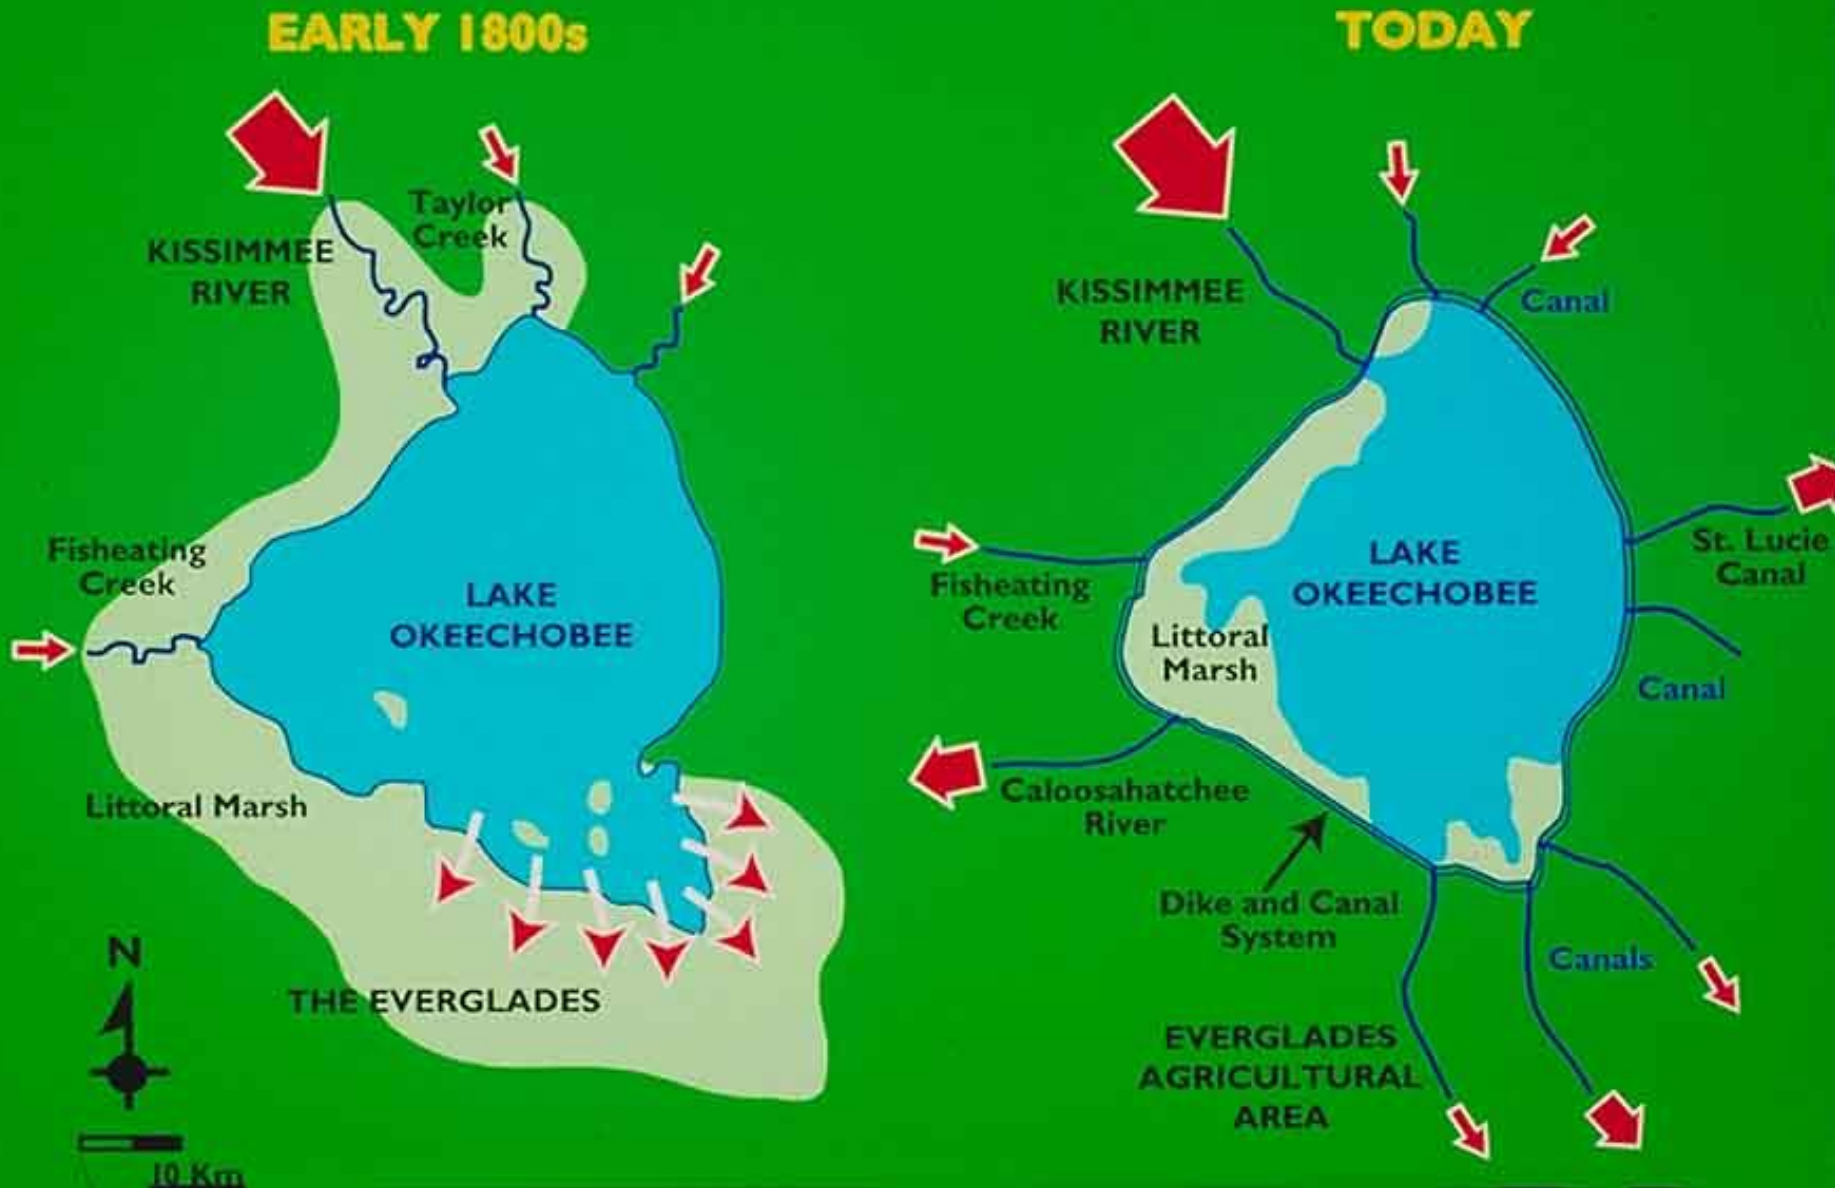 EARLY 1800s
KISSIMMEE
RIVER
Taylor
Creek
Fisheating
Creek
LAKE
OKEECHOBEE
Littoral Marsh
THE EVERGLADES
N
10 Km
TODAY
KISSIMMEE
RIVER
Canal
Fisheating
Creek
LAKE
OKEECHOBEE
St. Lucie
Canal
Littoral
Marsh
Canal
Caloosahatchee
River
Dike and Canal
System
Canals
EVERGLADES
AGRICULTURAL
AREA